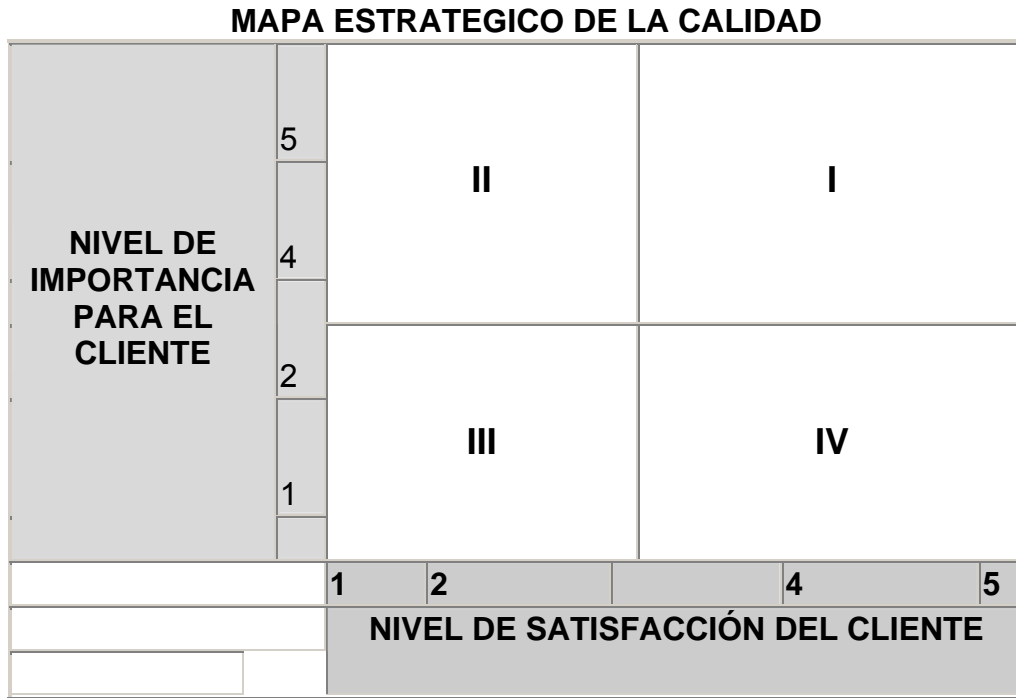 MAPA ESTRATEGICO DE LA CALIDAD
5
II
I
NIVEL DE
IMPORTANCIA
PARA EL
CLIENTE
4
2
III
IV
1
1 2 4 5
NIVEL DE SATISFACCIÓN DEL CLIENTE